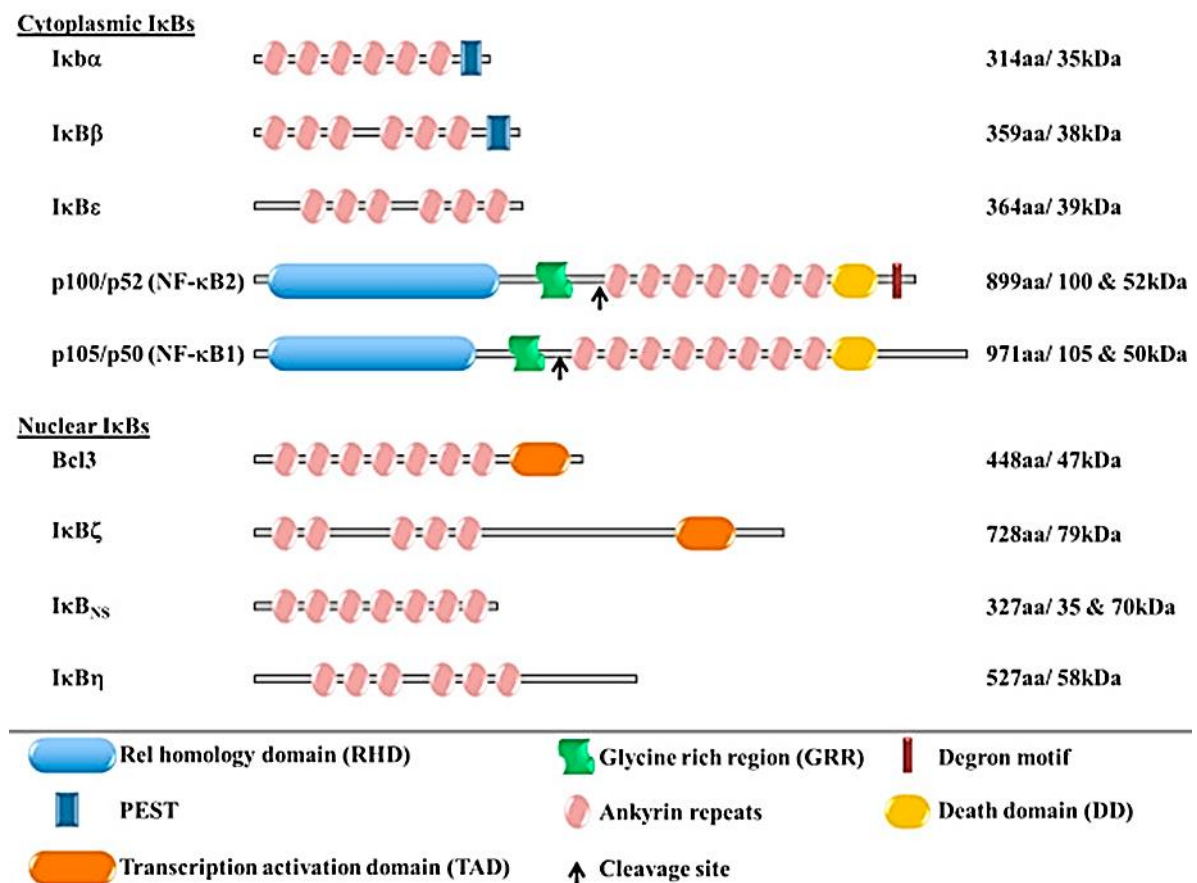 Cytoplasmic IκBs
Iκbα 314aa/ 35kDa
IκBβ 359aa/ 38kDa
IκBε 364aa/ 39kDa
p100/p52 (NF-κB2) 899aa/ 100 & 52kDa
p105/p50 (NF-κB1) 971aa/ 105 & 50kDa
Nuclear IκBs
Bcl3 448aa/ 47kDa
IκBζ 728aa/ 79kDa
IκBNS 327aa/ 35 & 70kDa
IκBη 527aa/ 58kDa
Rel homology domain (RHD) Glycine rich region (GRR) Degron motif
PEST Ankyrin repeats Death domain (DD)
Transcription activation domain (TAD) Cleavage site